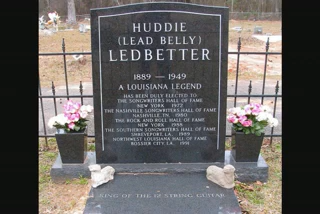 HUDDIE
(LEAD BELLY)
LEDBETTER
1889 — 1949
A LOUISIANA LEGEND
HAS BEEN DULY ELECTED TO
THE SONGWRITERS HALL OF FAME
NEW YORK 1972
THE NASHVILLE SONGWRITERS HALL OF FAME
NASHVILLE, TN. 1980
THE ROCK AND ROLL HALL OF FAME
NEW YORK 1988
THE SOUTHERN SONGWRITERS HALL OF FAME
SHREVEPORT, LA. 1989
NORTHWEST LOUISIANA HALL OF FAME
BOSSIER CITY, LA. 1991
KING OF THE 12 STRING GUITAR